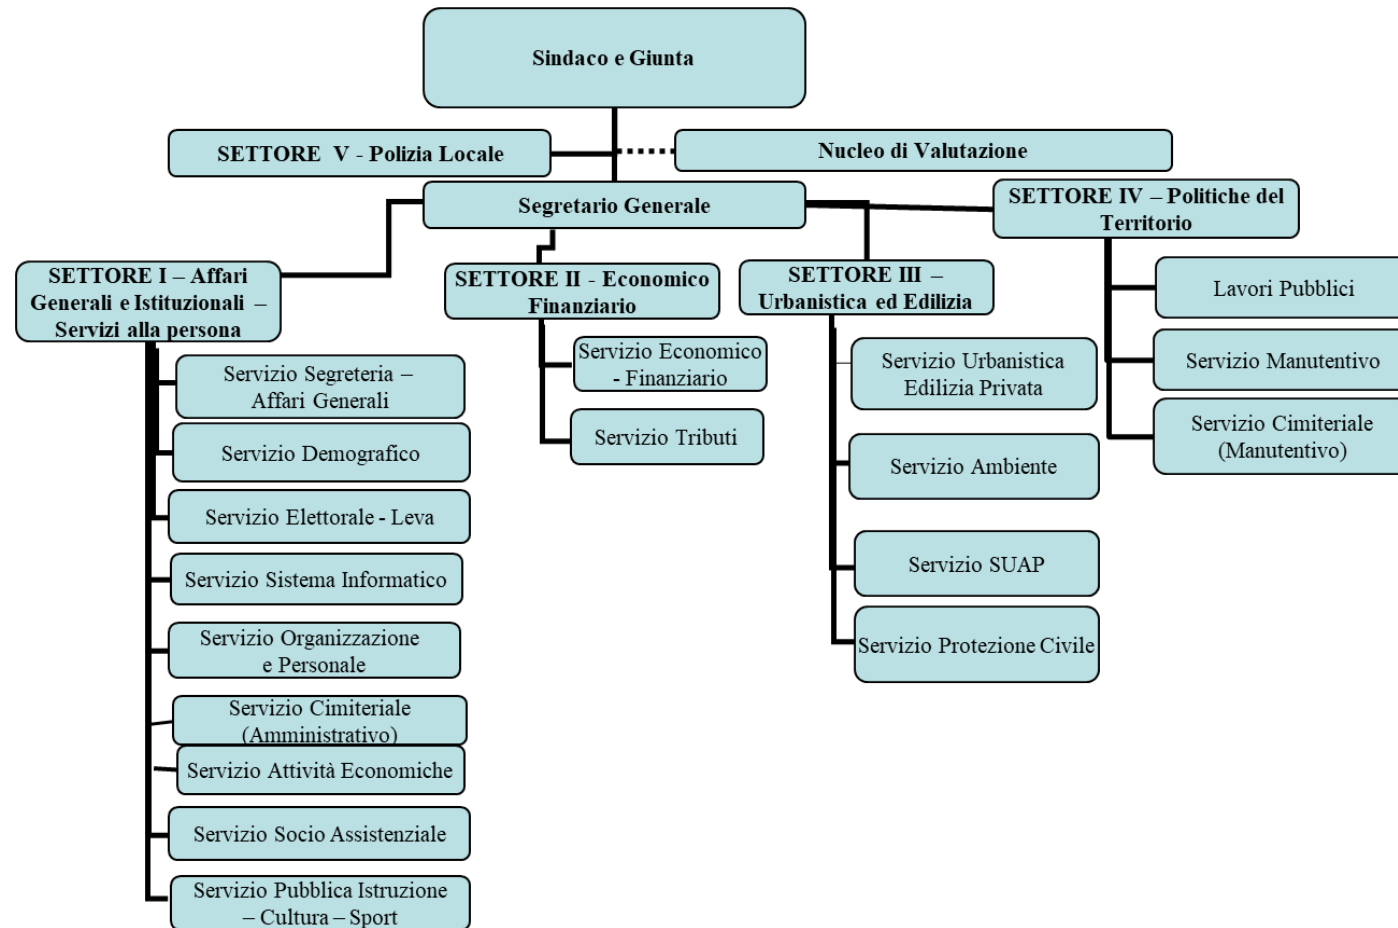 Sindaco e Giunta
SETTORE V - Polizia Locale
Nucleo di Valutazione
Segretario Generale
SETTORE IV – Politiche del
Territorio
SETTORE I – Affari
Generali e Istituzionali –
Servizi alla persona
SETTORE II - Economico
Finanziario
SETTORE III –
Urbanistica ed Edilizia
Lavori Pubblici
Servizio Manutentivo
Servizio Cimiteriale
(Manutentivo)
Servizio Segreteria –
Affari Generali
Servizio Demografico
Servizio Elettorale - Leva
Servizio Sistema Informatico
Servizio Organizzazione
e Personale
Servizio Cimiteriale
(Amministrativo)
Servizio Attività Economiche
Servizio Socio Assistenziale
Servizio Pubblica Istruzione
– Cultura – Sport
Servizio Economico
- Finanziario
Servizio Tributi
Servizio Urbanistica
Edilizia Privata
Servizio Ambiente
Servizio SUAP
Servizio Protezione Civile